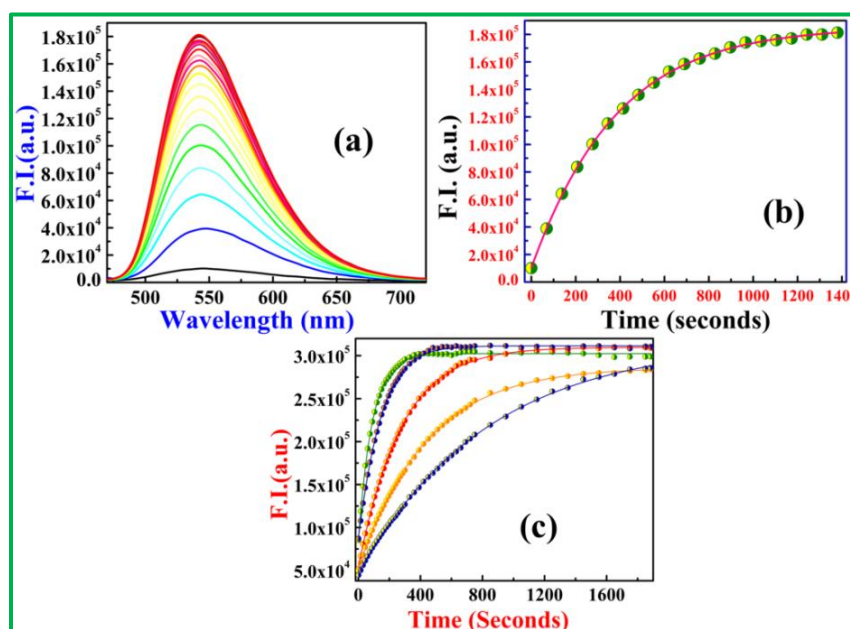 1.8x10⁵
1.6x10⁵
1.4x10⁵
1.2x10⁵
1.0x10⁵
8.0x10⁴
6.0x10⁴
4.0x10⁴
2.0x10⁴
0.0
F.I.(a.u.)
(a)
500 550 600 650 700
Wavelength (nm)
1.8x10⁵
1.6x10⁵
1.4x10⁵
1.2x10⁵
1.0x10⁵
8.0x10⁴
6.0x10⁴
4.0x10⁴
2.0x10⁴
0.0
F.I. (a.u.)
(b)
0 200 400 600 800 1000 1200 1400
Time (seconds)
3.0x10⁵
2.5x10⁵
2.0x10⁵
1.5x10⁵
1.0x10⁵
5.0x10⁴
F.I.(a.u.)
(c)
0 400 800 1200 1600
Time (Seconds)